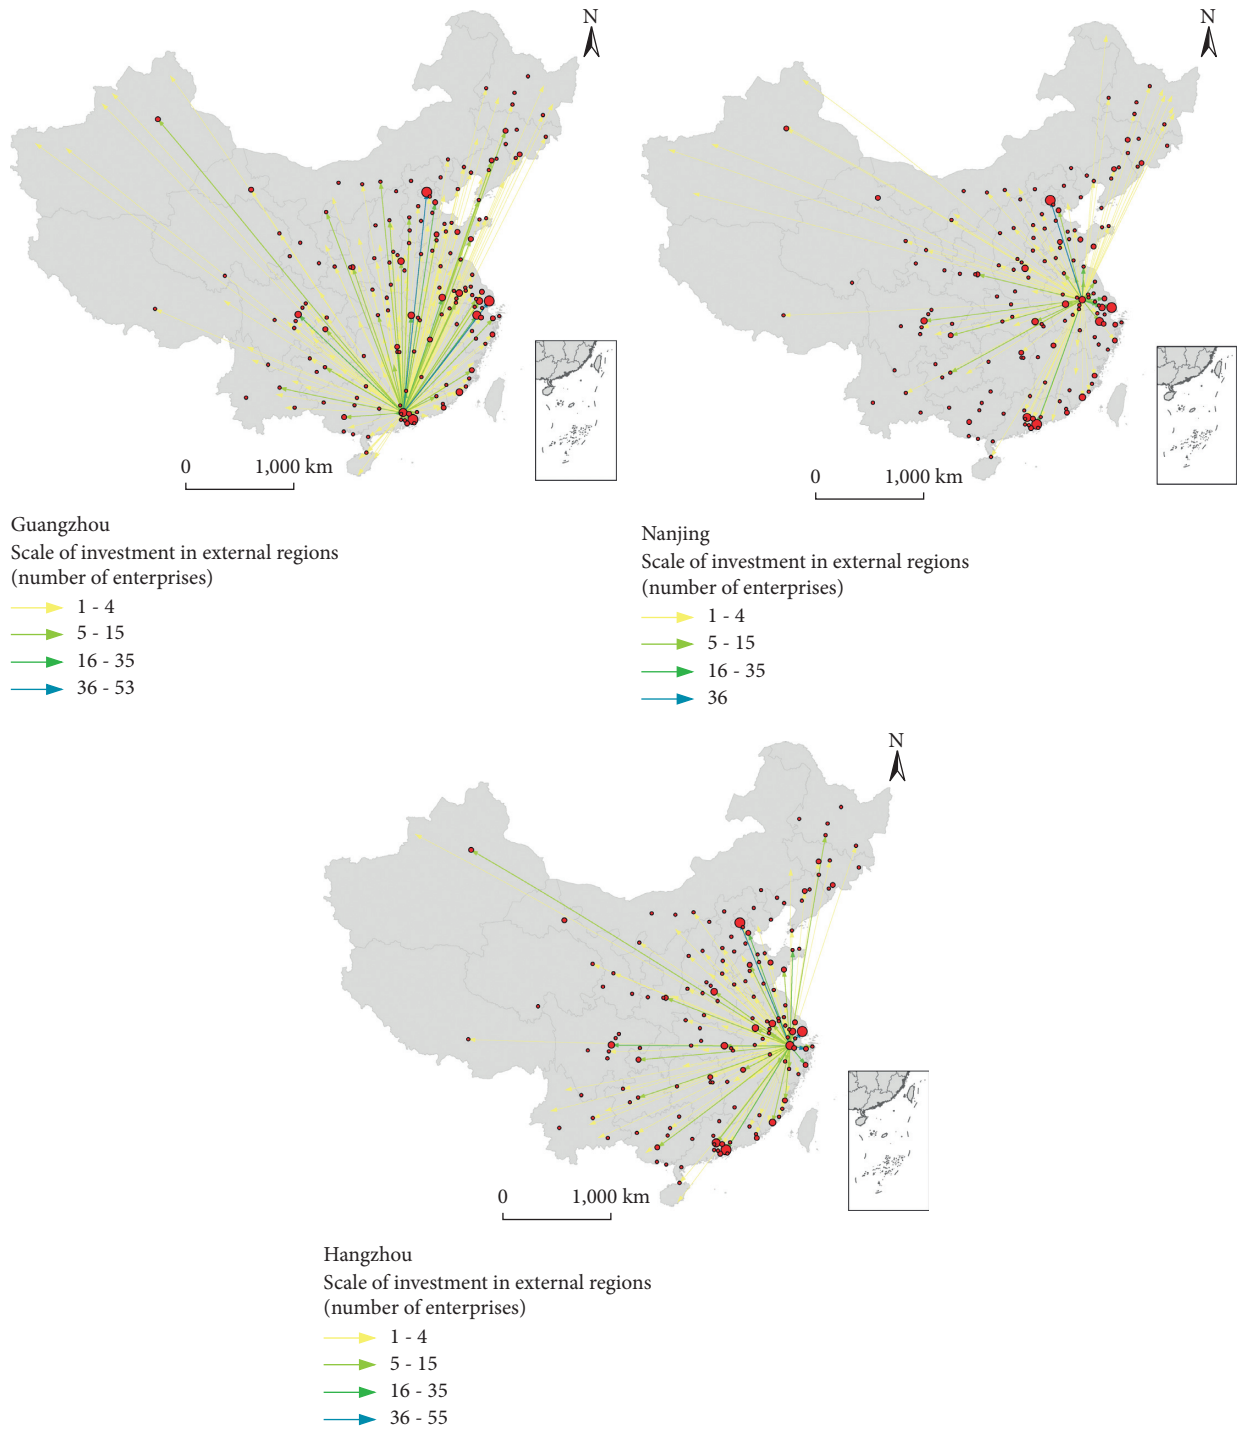 N
0 1,000 km
Guangzhou
Scale of investment in external regions
(number of enterprises)
1 - 4
5 - 15
16 - 35
36 - 53
N
0 1,000 km
Nanjing
Scale of investment in external regions
(number of enterprises)
1 - 4
5 - 15
16 - 35
36
N
0 1,000 km
Hangzhou
Scale of investment in external regions
(number of enterprises)
1 - 4
5 - 15
16 - 35
36 - 55